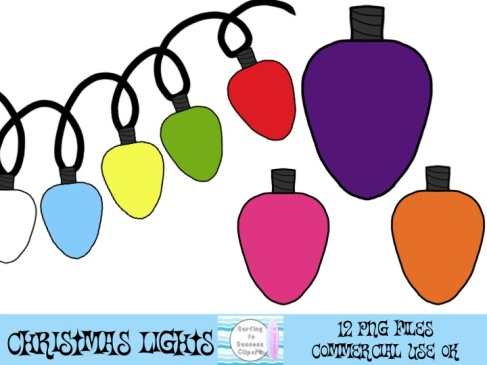 CHRISTMAS LIGHTS
Surfing
to
Success
Clipart
12 PNG FILES
COMMERCIAL USE OK